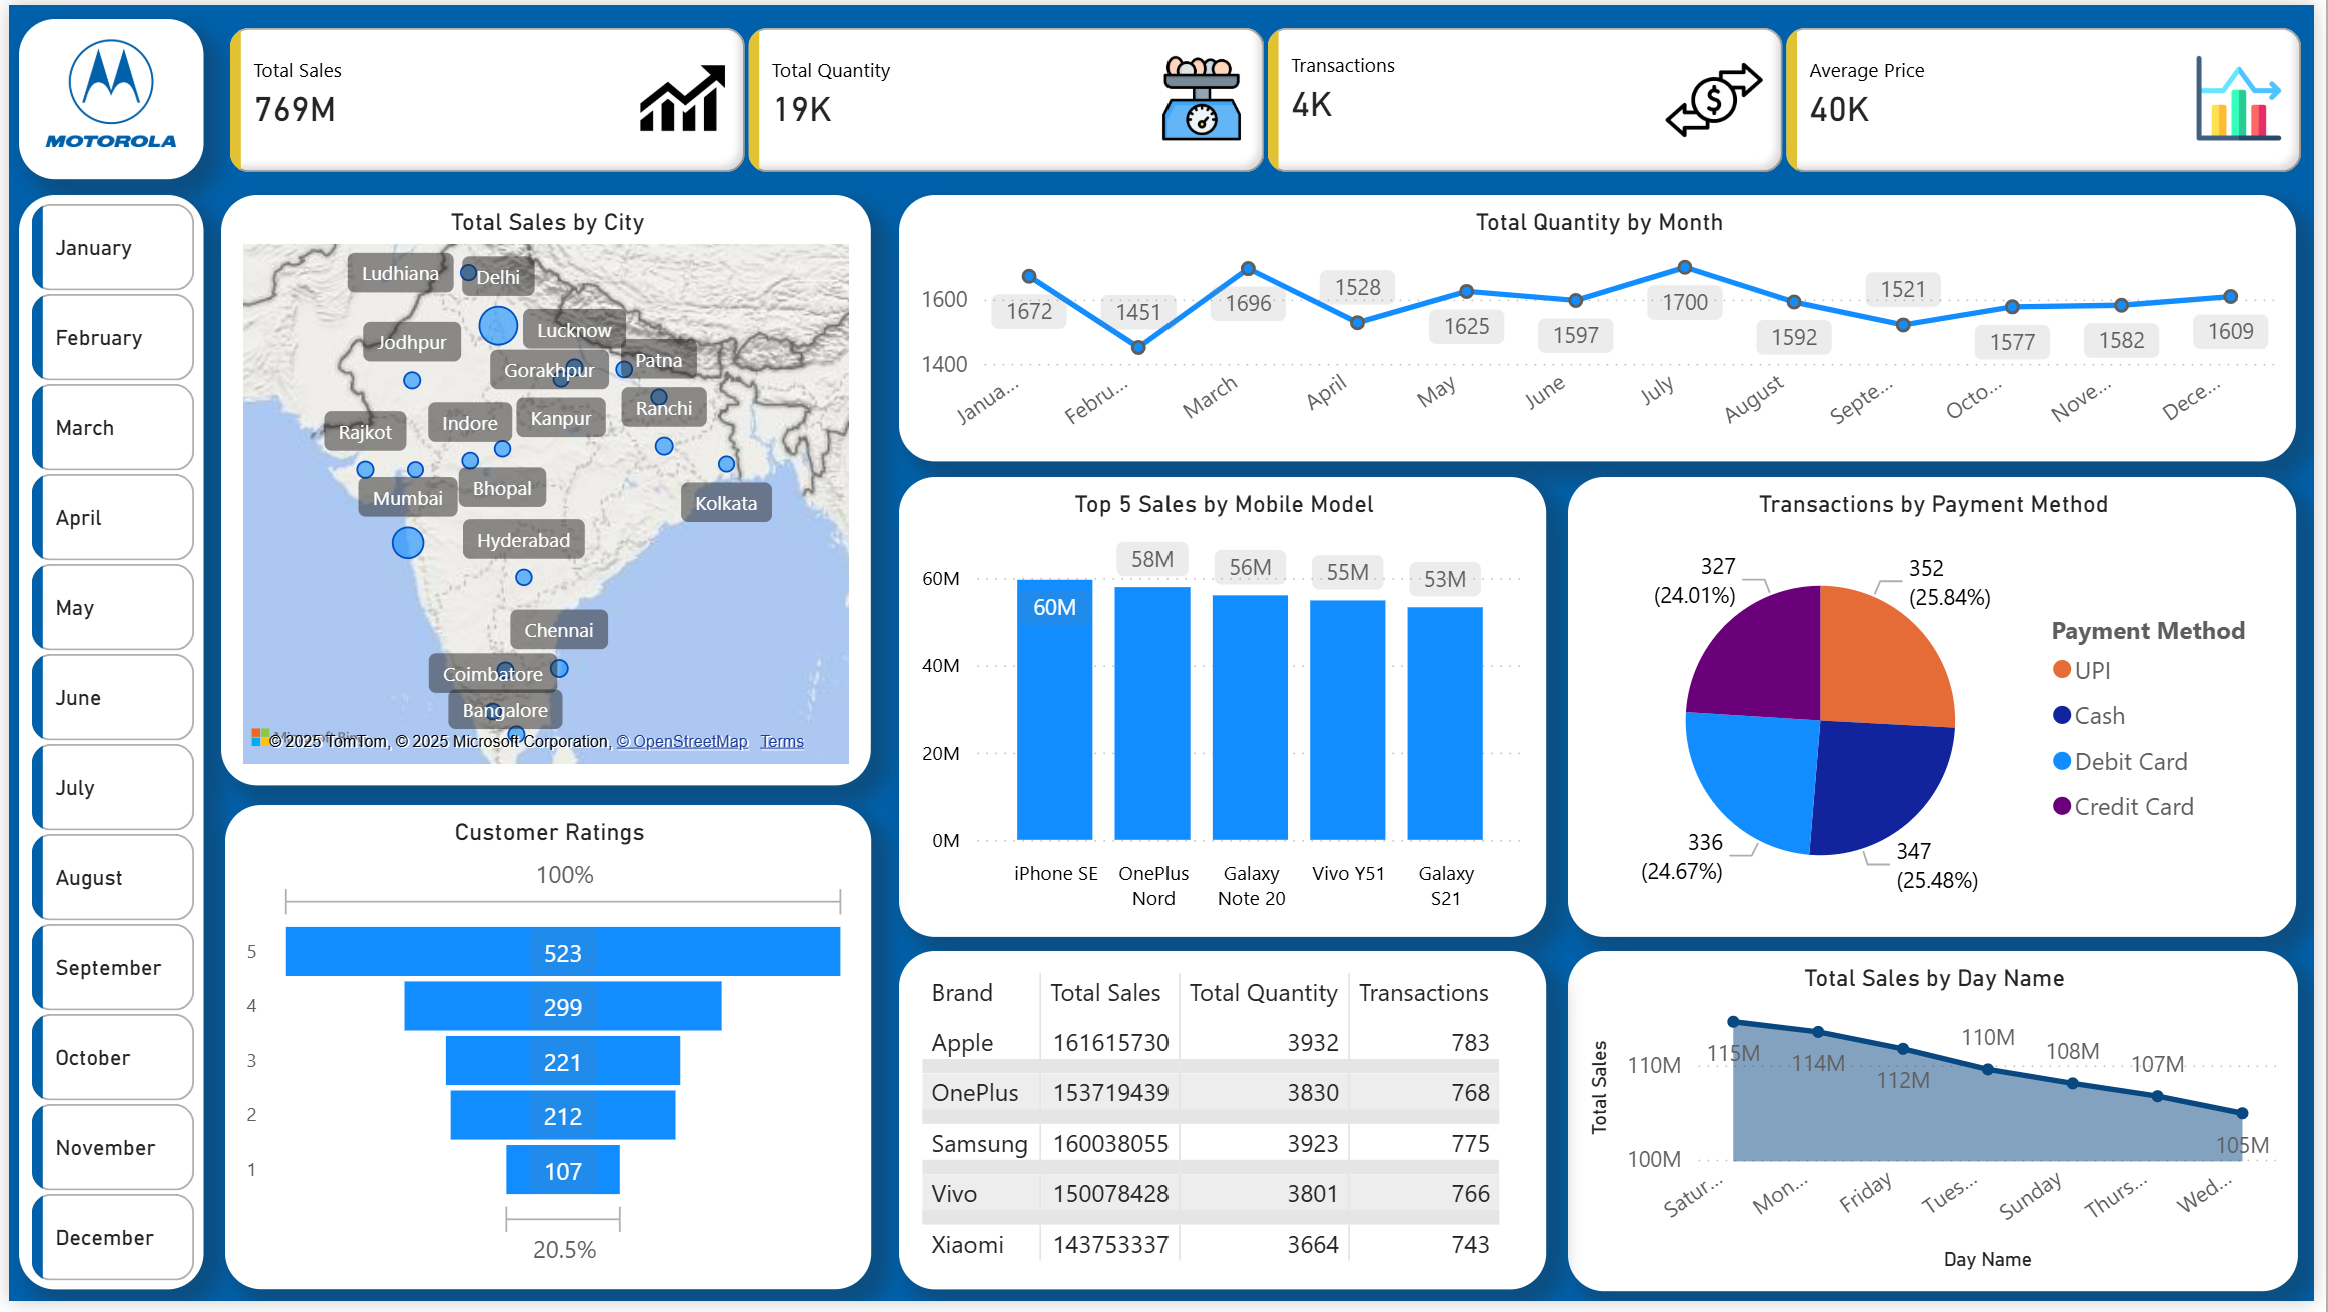 MOTOROLA
Total Sales
769M
Total Quantity
19K
Transactions
4K
Average Price
40K
January
February
March
April
May
June
July
August
September
October
November
December
Total Sales by City
Ludhiana
Delhi
Lucknow
Jodhpur
Gorakhpur
Patna
Ranchi
Kanpur
Indore
Rajkot
Mumbai
Bhopal
Kolkata
Hyderabad
Chennai
Coimbatore
Bangalore
© 2025 TomTom, © 2025 Microsoft Corporation, © OpenStreetMap Terms
Total Quantity by Month
1600
1400
1672
1451
1696
1528
1625
1597
1700
1592
1521
1577
1582
1609
Janua...
Febru...
March
April
May
June
July
August
Septe...
Octo...
Nove...
Dece...
Top 5 Sales by Mobile Model
60M
40M
20M
0M
60M
58M
56M
55M
53M
iPhone SE
OnePlus
Nord
Galaxy
Note 20
Vivo Y51
Galaxy
S21
Transactions by Payment Method
327
(24.01%)
352
(25.84%)
336
(24.67%)
347
(25.48%)
Payment Method
UPI
Cash
Debit Card
Credit Card
Customer Ratings
100%
5 523
4 299
3 221
2 212
1 107
20.5%
Brand Total Sales Total Quantity Transactions
Apple 161615730 3932 783
OnePlus 153719439 3830 768
Samsung 160038055 3923 775
Vivo 150078428 3801 766
Xiaomi 143753337 3664 743
Total Sales by Day Name
Total Sales
110M
100M
115M
114M
112M
110M
108M
107M
105M
Satur...
Mon...
Friday
Tues...
Sunday
Thurs...
Wed...
Day Name